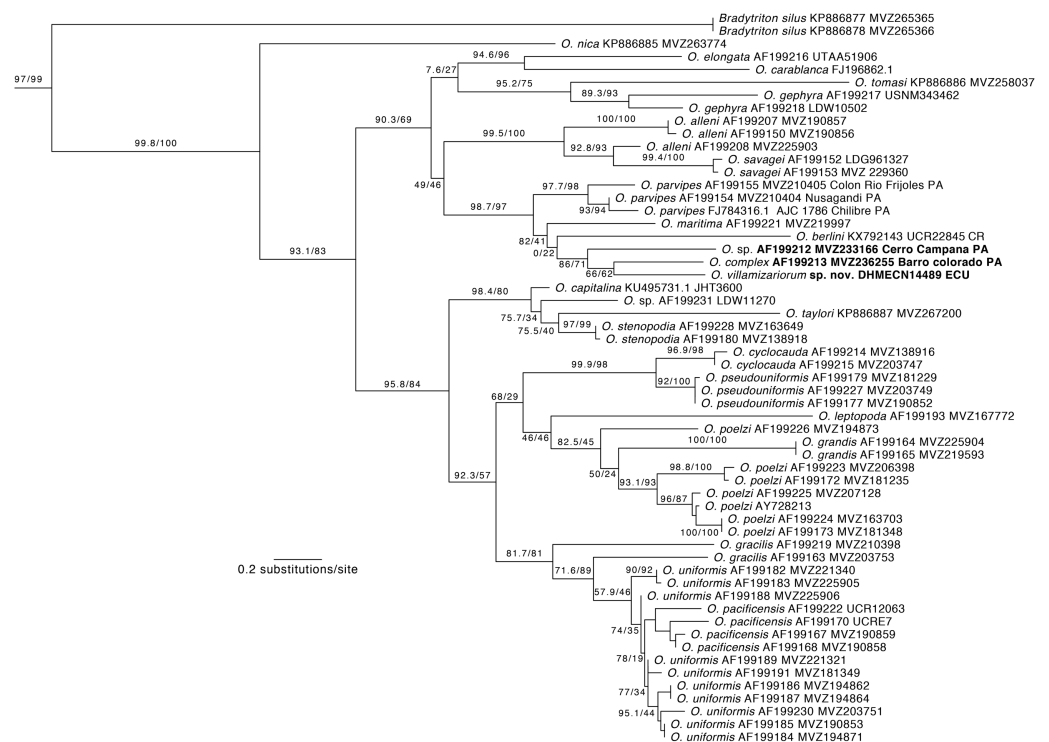 Bradytriton silus KP886877 MVZ265365
Bradytriton silus KP886878 MVZ265366
O. nica KP886885 MVZ263774
94.6/96
O. elongata AF199216 UTAA51906
7.6/27
O. carablanca FJ196862.1
97/99
95.2/75
O. tomasi KP886886 MVZ258037
89.3/93
O. gephyra AF199217 USNM343462
O. gephyra AF199218 LDW10502
90.3/69
100/100
O. alleni AF199207 MVZ190857
99.5/100
O. alleni AF199150 MVZ190856
99.8/100
O. alleni AF199208 MVZ225903
92.8/93
99.4/100
O. savagei AF199152 LDG961327
O. savagei AF199153 MVZ 229360
49/46
97.7/98
O. parvipes AF199155 MVZ210405 Colon Rio Frijoles PA
O. parvipes AF199154 MVZ210404 Nusagandi PA
98.7/97
93/94
O. parvipes FJ784316.1 AJC 1786 Chilibre PA
O. maritima AF199221 MVZ219997
82/41
O. berlini KX792143 UCR22845 CR
93.1/83
0/22
O. sp. AF199212 MVZ233166 Cerro Campana PA
86/71
O. complex AF199213 MVZ236255 Barro colorado PA
66/62
O. villamizariorum sp. nov. DHMECN14489 ECU
98.4/80
O. capitalina KU495731.1 JHT3600
O. sp. AF199231 LDW11270
75.7/34
O. taylori KP886887 MVZ267200
75.5/40
97/99
O. stenopodia AF199228 MVZ163649
O. stenopodia AF199180 MVZ138918
96.9/98
O. cyclocauda AF199214 MVZ138916
99.9/98
O. cyclocauda AF199215 MVZ203747
O. pseudouniformis AF199179 MVZ181229
92/100
95.8/84
O. pseudouniformis AF199227 MVZ203749
68/29
O. pseudouniformis AF199177 MVZ190852
O. leptopoda AF199193 MVZ167772
46/46
O. poelzi AF199226 MVZ194873
82.5/45
100/100
O. grandis AF199164 MVZ225904
O. grandis AF199165 MVZ219593
50/24
98.8/100
O. poelzi AF199223 MVZ206398
92.3/57
93.1/93
O. poelzi AF199172 MVZ181235
O. poelzi AF199225 MVZ207128
96/87
O. poelzi AY728213
O. poelzi AF199224 MVZ163703
100/100
O. poelzi AF199173 MVZ181348
O. gracilis AF199219 MVZ210398
81.7/81
O. gracilis AF199163 MVZ203753
0.2 substitutions/site
71.6/89
90/92
O. uniformis AF199182 MVZ221340
O. uniformis AF199183 MVZ225905
57.9/46
O. uniformis AF199188 MVZ225906
O. pacificensis AF199222 UCR12063
O. pacificensis AF199170 UCRE7
74/35
O. pacificensis AF199167 MVZ190859
O. pacificensis AF199168 MVZ190858
78/19
O. uniformis AF199189 MVZ221321
O. uniformis AF199191 MVZ181349
O. uniformis AF199186 MVZ194862
77/34
O. uniformis AF199187 MVZ194864
O. uniformis AF199230 MVZ203751
95.1/44
O. uniformis AF199185 MVZ190853
O. uniformis AF199184 MVZ194871